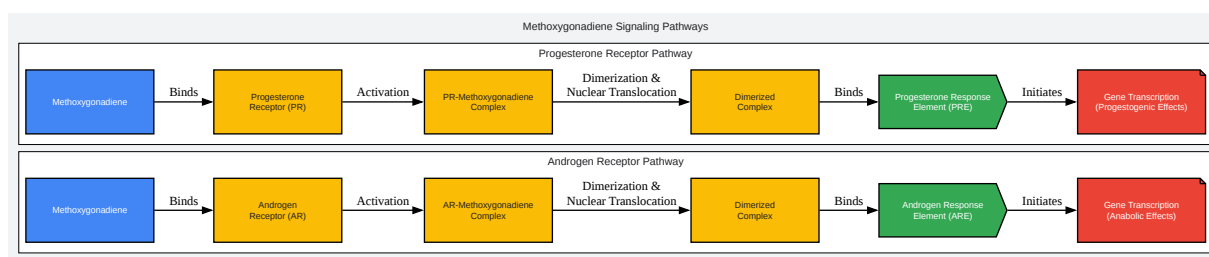 Methoxygonadiene Signaling Pathways
Progesterone Receptor Pathway
Methoxygonadiene
Binds
Progesterone
Receptor (PR)
Activation
PR-Methoxygonadiene
Complex
Dimerization &
Nuclear Translocation
Dimerized
Complex
Binds
Progesterone Response
Element (PRE)
Initiates
Gene Transcription
(Progestogenic Effects)
Androgen Receptor Pathway
Methoxygonadiene
Binds
Androgen
Receptor (AR)
Activation
AR-Methoxygonadiene
Complex
Dimerization &
Nuclear Translocation
Dimerized
Complex
Binds
Androgen Response
Element (ARE)
Initiates
Gene Transcription
(Anabolic Effects)